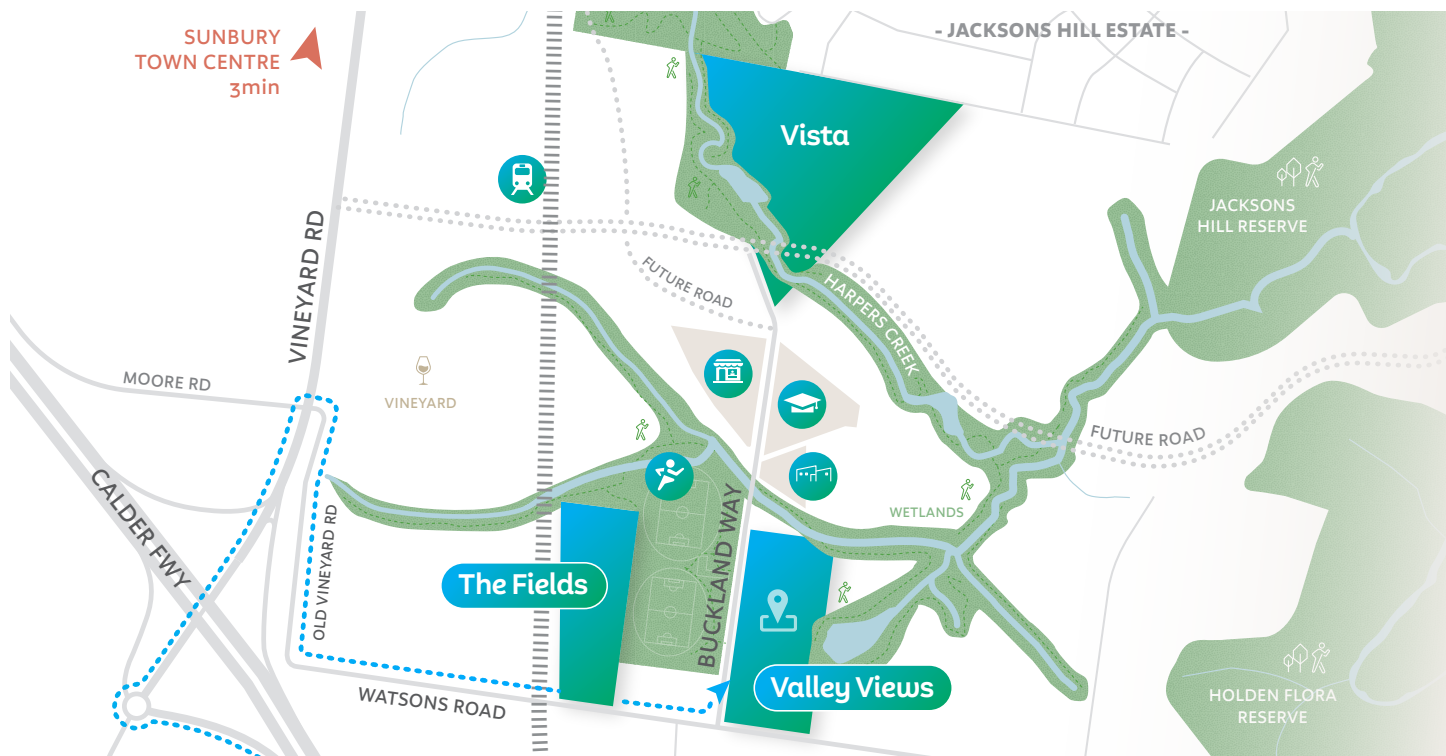 SUNBURY
TOWN CENTRE
3min
- JACKSONS HILL ESTATE -
Vista
JACKSONS
HILL RESERVE
VINEYARD RD
FUTURE ROAD
HARPERS CREEK
MOORE RD
VINEYARD
FUTURE ROAD
CALDER FWY
WETLANDS
OLD VINEYARD RD
BUCKLAND WAY
The Fields
Valley Views
WATSONS ROAD
HOLDEN FLORA
RESERVE